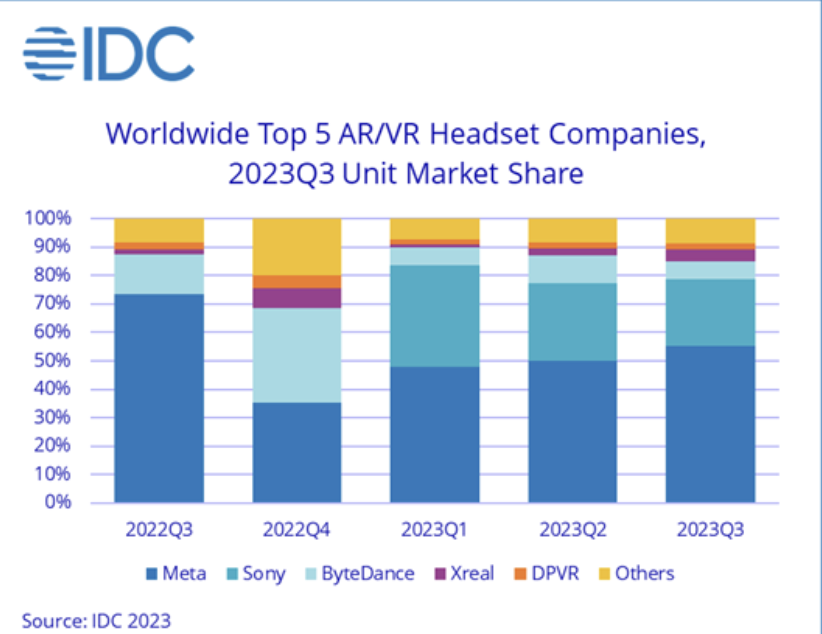 IDC
Worldwide Top 5 AR/VR Headset Companies,
2023Q3 Unit Market Share
100%
90%
80%
70%
60%
50%
40%
30%
20%
10%
0%
2022Q3 2022Q4 2023Q1 2023Q2 2023Q3
Meta Sony ByteDance Xreal DPVR Others
Source: IDC 2023